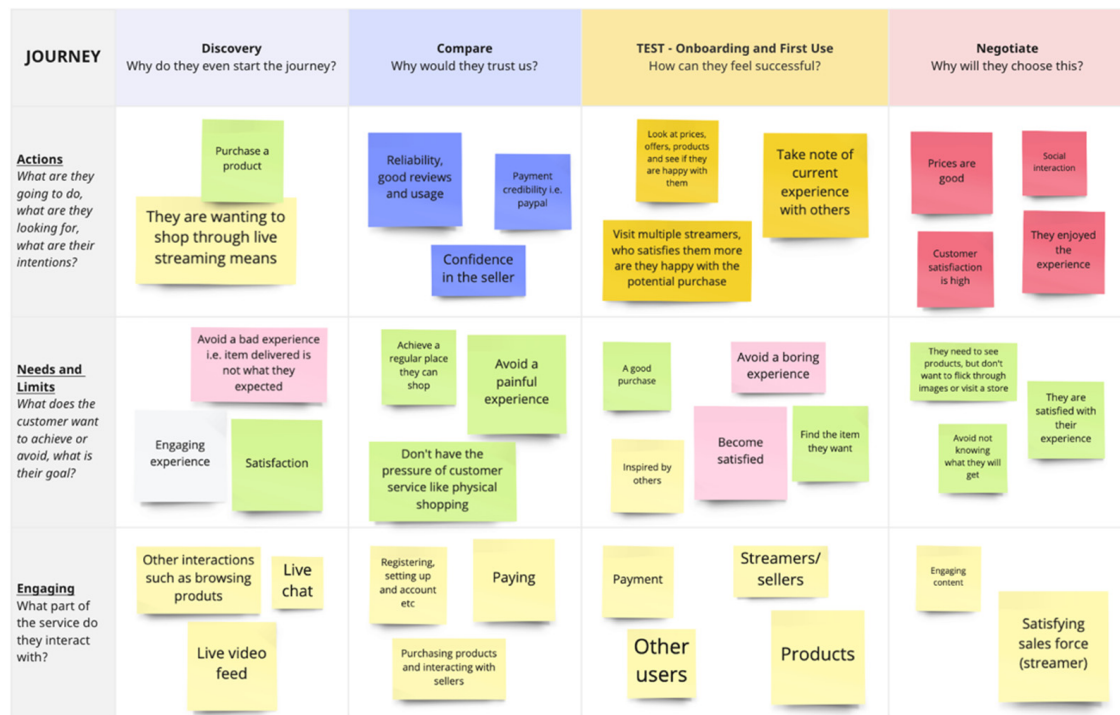 JOURNEY
Discovery
Why do they even start the journey?
Compare
Why would they trust us?
TEST - Onboarding and First Use
How can they feel successful?
Negotiate
Why will they choose this?
Actions
What are they
going to do,
what are they
looking for,
what are their
intentions?
Purchase a
product
They are wanting to
shop through live
streaming means
Reliability,
good reviews
and usage
Payment
credibility i.e.
paypal
Confidence
in the seller
Look at prices,
offers, products
and see if they
are happy with
them
Take note of
current
experience
with others
Visit multiple streamers,
who satisfies them more
are they happy with the
potential purchase
Prices are
good
Social
interaction
Customer
satisfiaction
is high
They enjoyed
the
experience
Needs and
Limits
What does the
customer want
to achieve or
avoid, what is
their goal?
Avoid a bad experience
i.e. item delivered is
not what they
expected
Engaging
experience
Satisfaction
Achieve a
regular place
they can
shop
Avoid a
painful
experience
Don't have the
pressure of customer
service like physical
shopping
A good
purchase
Avoid a boring
experience
Inspired by
others
Become
satisfied
Find the item
they want
They need to see
products, but don't
want to flick through
images or visit a store
They are
satisfied with
their
experience
Avoid not
knowing
what they will
get
Engaging
What part of
the service do
they interact
with?
Other interactions
such as browsing
produts
Live
chat
Live video
feed
Registering,
setting up
and account
etc
Paying
Purchasing products
and interacting with
sellers
Payment
Streamers/
sellers
Other
users
Products
Engaging
content
Satisfying
sales force
(streamer)